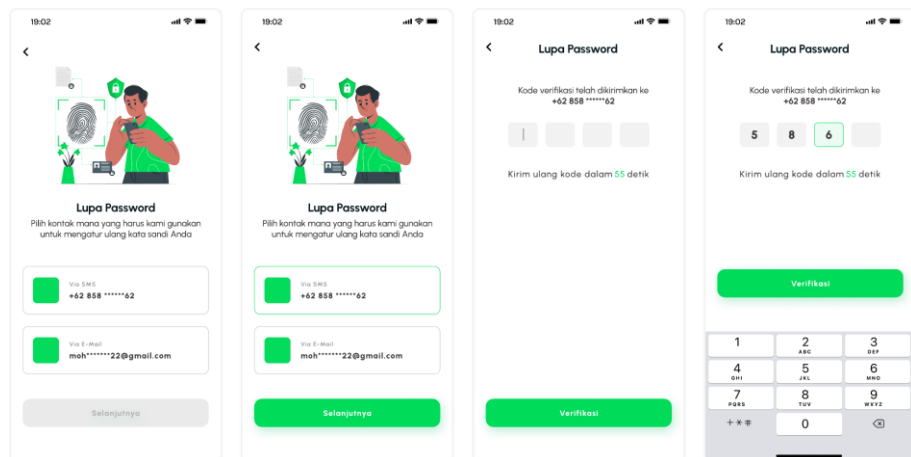 19:02
Lupa Password
Pilih kontak mana yang harus kami gunakan
untuk mengatur ulang kata sandi Anda
Via SMS
+62 858 ******62
Via E-Mail
moh*******22@gmail.com
Selanjutnya
19:02
Lupa Password
Pilih kontak mana yang harus kami gunakan
untuk mengatur ulang kata sandi Anda
Via SMS
+62 858 ******62
Via E-Mail
moh*******22@gmail.com
Selanjutnya
19:02
Lupa Password
Kode verifikasi telah dikirimkan ke
+62 858 ******62
Kirim ulang kode dalam 55 detik
Verifikasi
19:02
Lupa Password
Kode verifikasi telah dikirimkan ke
+62 858 ******62
5 8 6
Kirim ulang kode dalam 55 detik
Verifikasi
1 2 3
ABC DEF
4 5 6
GHI JKL MNO
7 8 9
PQRS TUV WXYZ
+*# 0